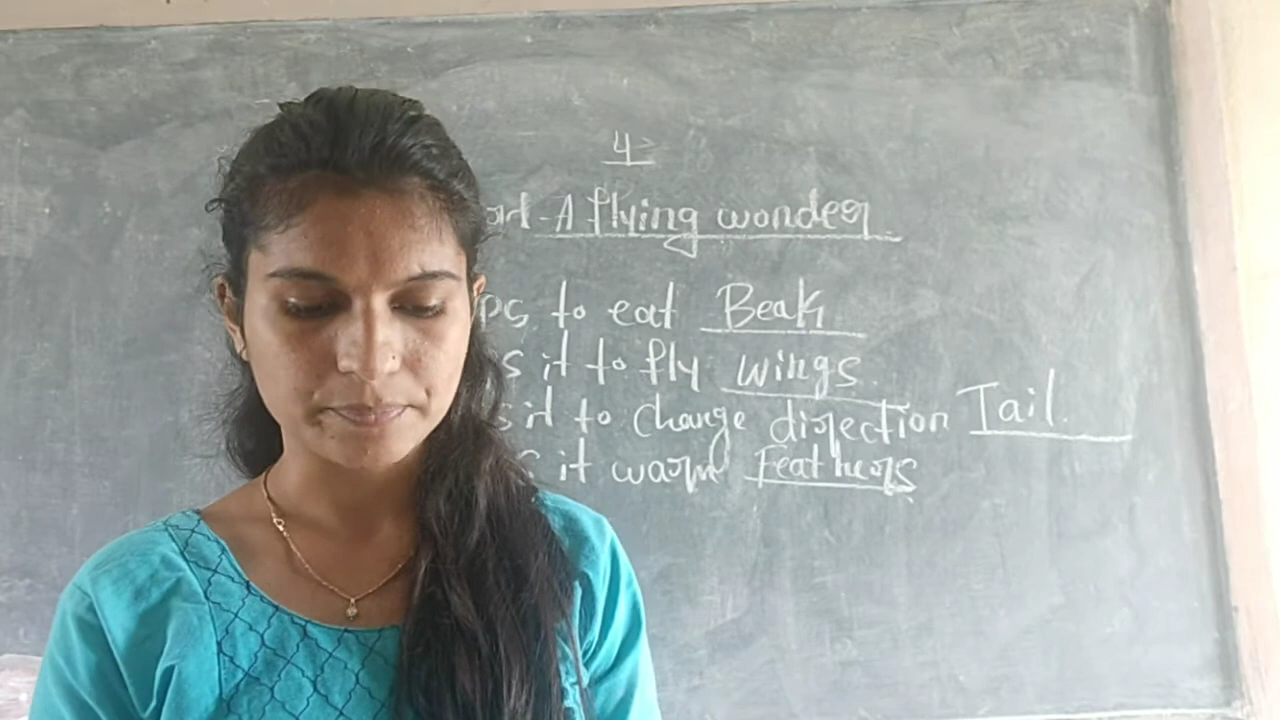 4
A flying wonder.
to eat Beak
it to fly wings.
it to change direction Tail.
it warm Feathers